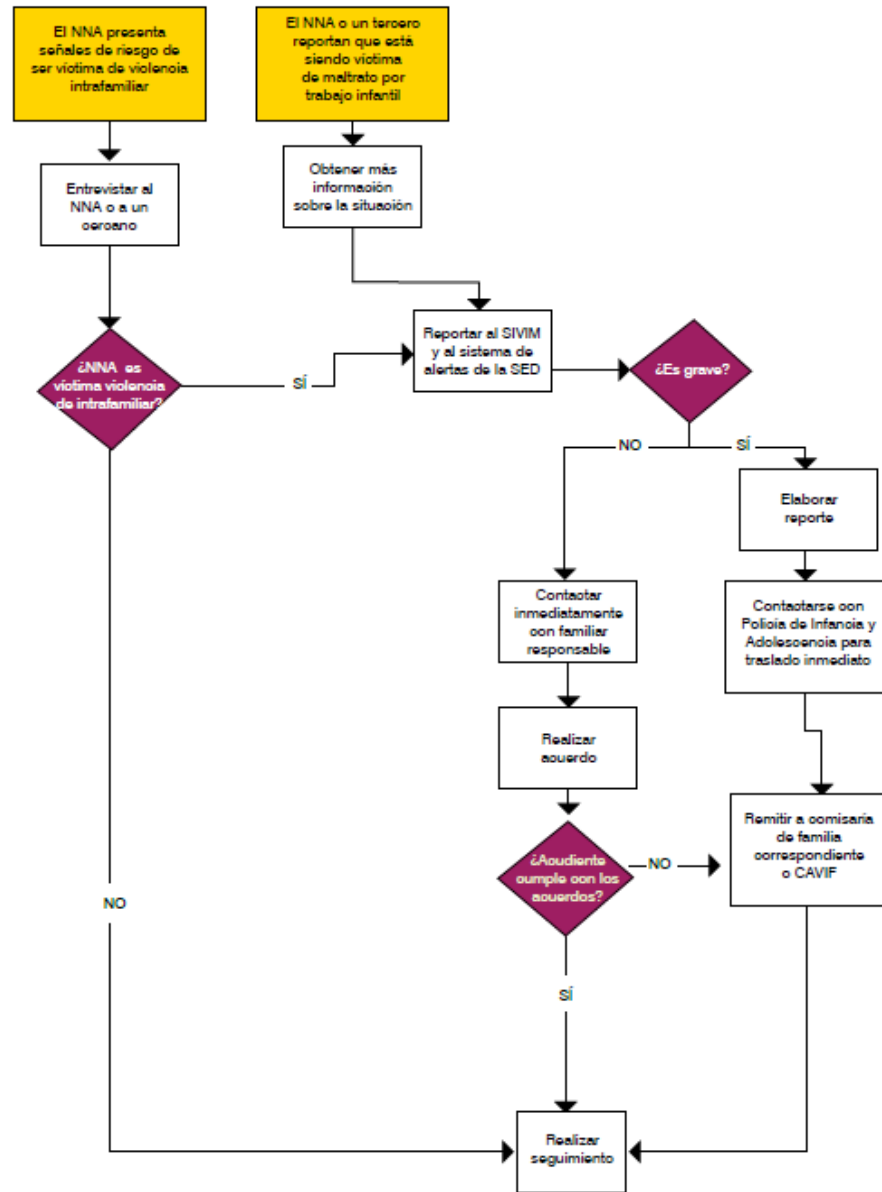 El NNA presenta
señales de riesgo de
ser víctima de violencia
intrafamiliar
El NNA o un tercero
reportan que está
siendo víctima
de maltrato por
trabajo infantil
Entrevistar al
NNA o a un
cercano
Obtener más
información
sobre la situación
¿NNA es
víctima violencia
de intrafamiliar?
SÍ
Reportar al SIVIM
y al sistema de
alertas de la SED
¿Es grave?
NO
SÍ
Elaborar
reporte
Contactar
inmediatamente
con familiar
responsable
Contactarse con
Policía de Infancia y
Adolescencia para
traslado inmediato
Realizar
acuerdo
¿Acudiente
cumple con los
acuerdos?
NO
Remitir a comisaria
de familia
correspondiente
o CAVIF
NO
SÍ
Realizar
seguimiento